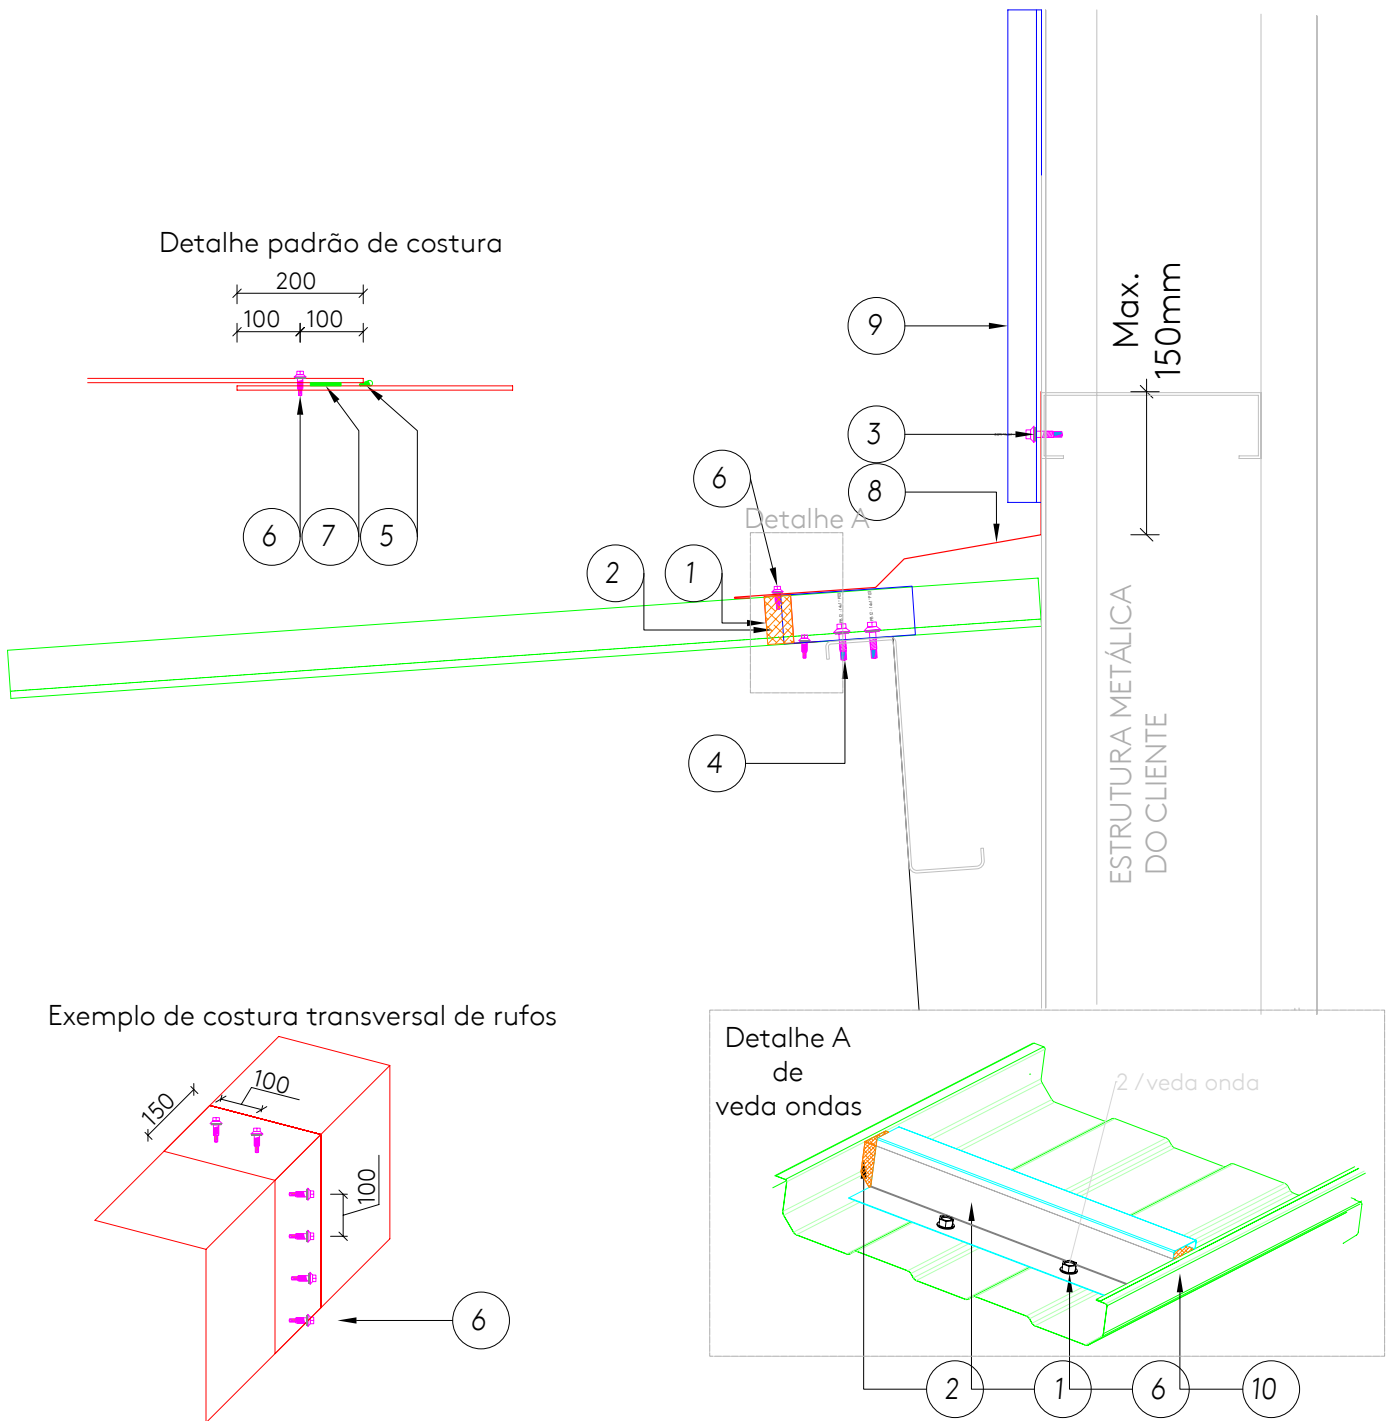 Detalhe padrão de costura
200
100
100
6
7
5
9
3
8
Max.
150mm
6
Detalhe A
2
1
4
ESTRUTURA METÁLICA
DO CLIENTE
Exemplo de costura transversal de rufos
150
100
100
6
Detalhe A
de
veda ondas
2 / veda onda
2
1
6
10